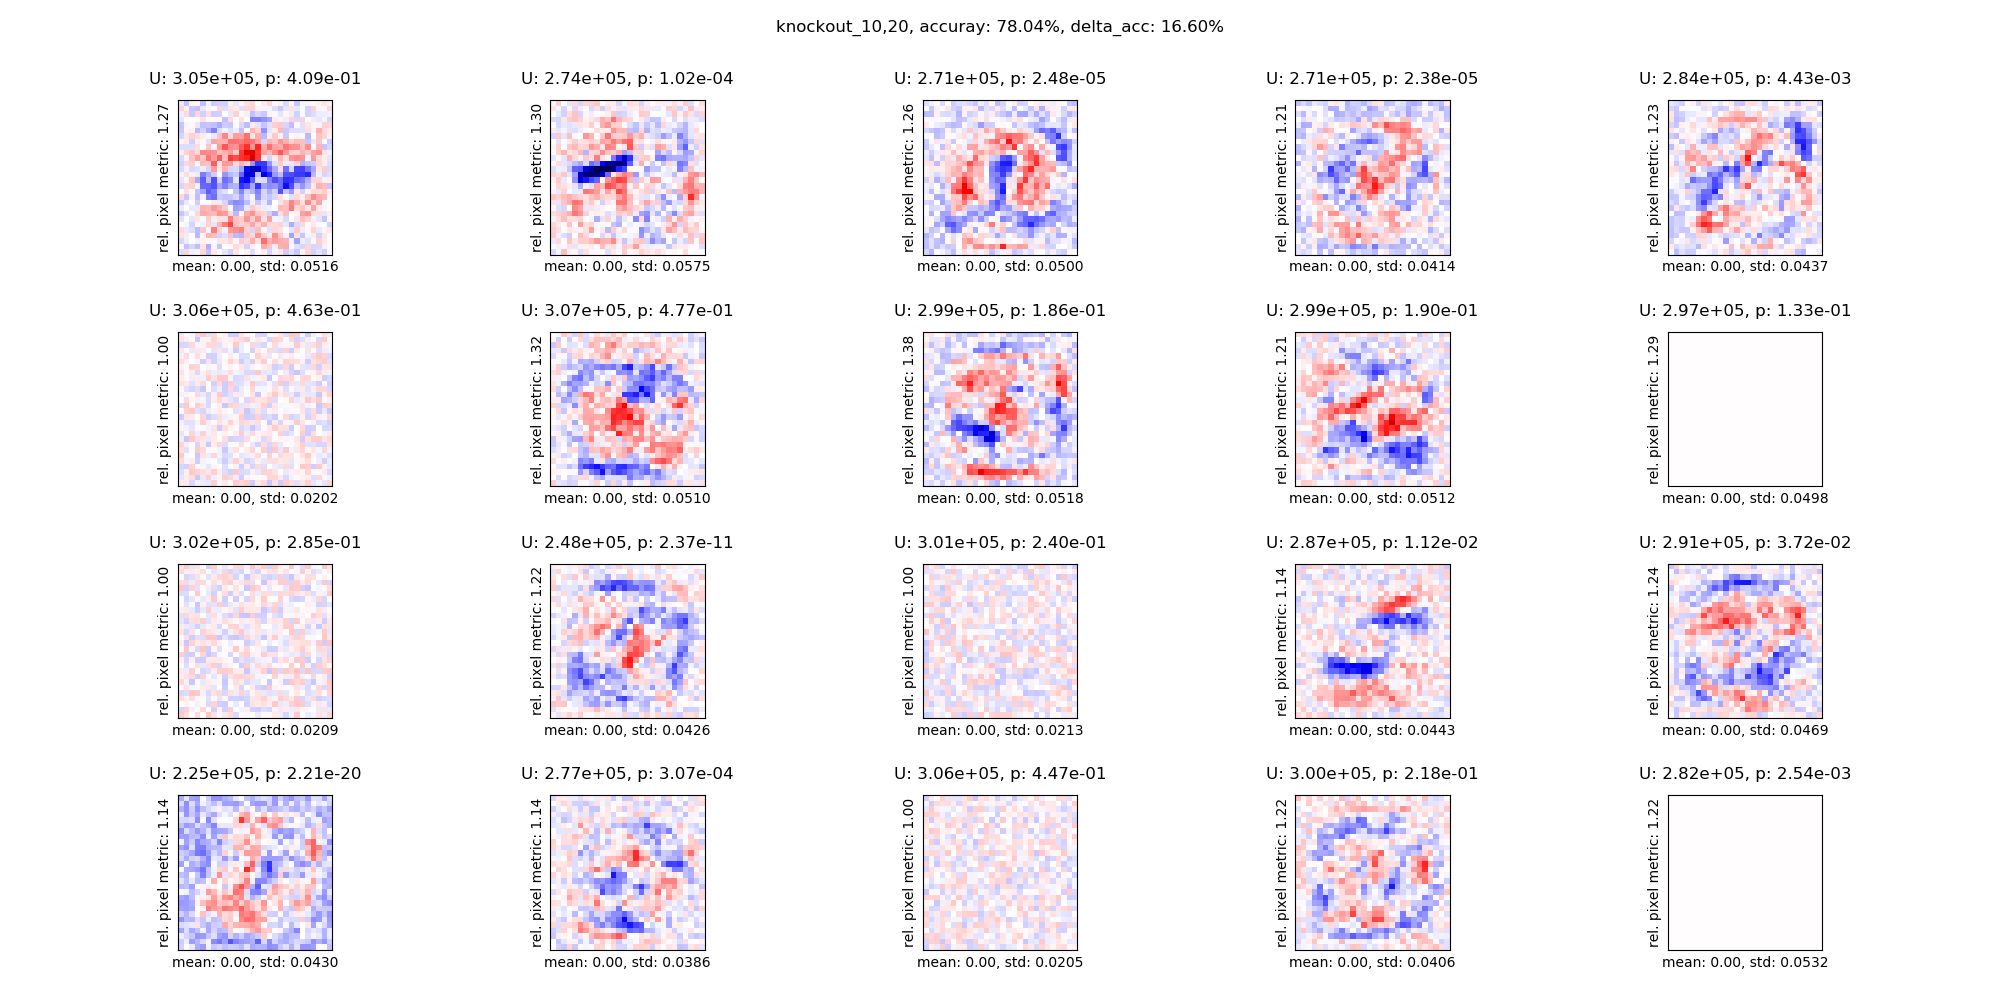 knockout_10,20, accuray: 78.04%, delta_acc: 16.60%
U: 3.05e+05, p: 4.09e-01
rel. pixel metric: 1.27
mean: 0.00, std: 0.0516
U: 2.74e+05, p: 1.02e-04
rel. pixel metric: 1.30
mean: 0.00, std: 0.0575
U: 2.71e+05, p: 2.48e-05
rel. pixel metric: 1.26
mean: 0.00, std: 0.0500
U: 2.71e+05, p: 2.38e-05
rel. pixel metric: 1.21
mean: 0.00, std: 0.0414
U: 2.84e+05, p: 4.43e-03
rel. pixel metric: 1.23
mean: 0.00, std: 0.0437
U: 3.06e+05, p: 4.63e-01
rel. pixel metric: 1.00
mean: 0.00, std: 0.0202
U: 3.07e+05, p: 4.77e-01
rel. pixel metric: 1.32
mean: 0.00, std: 0.0510
U: 2.99e+05, p: 1.86e-01
rel. pixel metric: 1.38
mean: 0.00, std: 0.0518
U: 2.99e+05, p: 1.90e-01
rel. pixel metric: 1.21
mean: 0.00, std: 0.0512
U: 2.97e+05, p: 1.33e-01
rel. pixel metric: 1.29
mean: 0.00, std: 0.0498
U: 3.02e+05, p: 2.85e-01
rel. pixel metric: 1.00
mean: 0.00, std: 0.0209
U: 2.48e+05, p: 2.37e-11
rel. pixel metric: 1.22
mean: 0.00, std: 0.0426
U: 3.01e+05, p: 2.40e-01
rel. pixel metric: 1.00
mean: 0.00, std: 0.0213
U: 2.87e+05, p: 1.12e-02
rel. pixel metric: 1.14
mean: 0.00, std: 0.0443
U: 2.91e+05, p: 3.72e-02
rel. pixel metric: 1.24
mean: 0.00, std: 0.0469
U: 2.25e+05, p: 2.21e-20
rel. pixel metric: 1.14
mean: 0.00, std: 0.0430
U: 2.77e+05, p: 3.07e-04
rel. pixel metric: 1.14
mean: 0.00, std: 0.0386
U: 3.06e+05, p: 4.47e-01
rel. pixel metric: 1.00
mean: 0.00, std: 0.0205
U: 3.00e+05, p: 2.18e-01
rel. pixel metric: 1.22
mean: 0.00, std: 0.0406
U: 2.82e+05, p: 2.54e-03
rel. pixel metric: 1.22
mean: 0.00, std: 0.0532